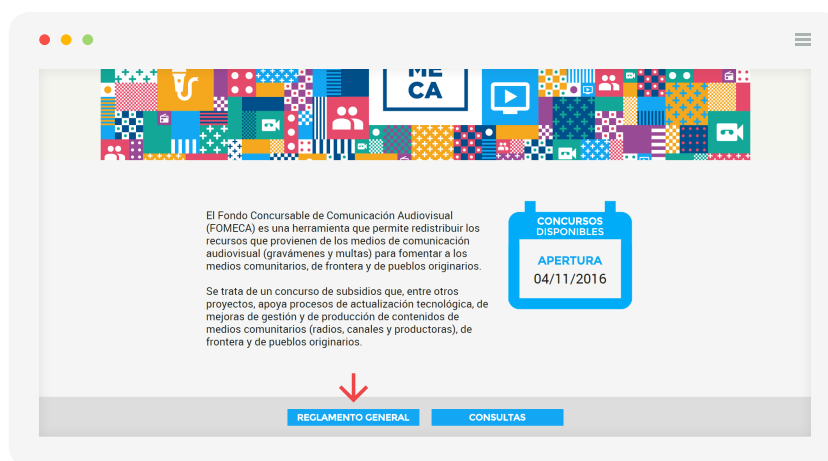 ME
CA
El Fondo Concursable de Comunicación Audiovisual
(FOMECA) es una herramienta que permite redistribuir los
recursos que provienen de los medios de comunicación
audiovisual (gravámenes y multas) para fomentar a los
medios comunitarios, de frontera y de pueblos originarios.
Se trata de un concurso de subsidios que, entre otros
proyectos, apoya procesos de actualización tecnológica, de
mejoras de gestión y de producción de contenidos de
medios comunitarios (radios, canales y productoras), de
frontera y de pueblos originarios.
CONCURSOS
DISPONIBLES
APERTURA
04/11/2016
REGLAMENTO GENERAL
CONSULTAS